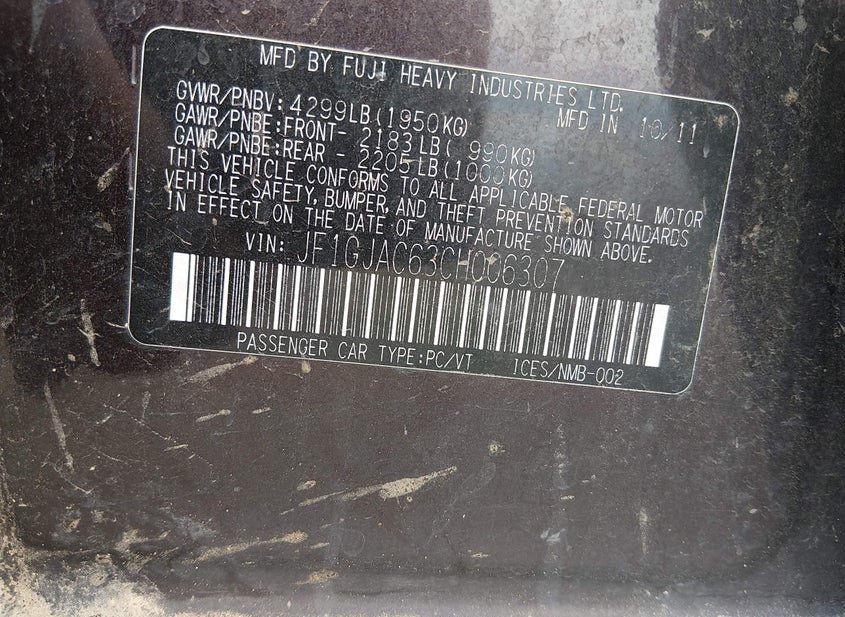 MFD BY FUJI HEAVY INDUSTRIES LTD.
GVWR/PNBV: 4299LB(1950KG) MFD IN 10/11
GAWR/PNBE:FRONT- 2183LB( 990KG)
GAWR/PNBE:REAR - 2205LB(1000KG)
THIS VEHICLE CONFORMS TO ALL APPLICABLE FEDERAL MOTOR
VEHICLE SAFETY, BUMPER, AND THEFT PREVENTION STANDARDS
IN EFFECT ON THE DATE OF MANUFACTURE SHOWN ABOVE.
VIN: JF1GJAC63CH006307
PASSENGER CAR TYPE:PC/VT ICES/NMB-002